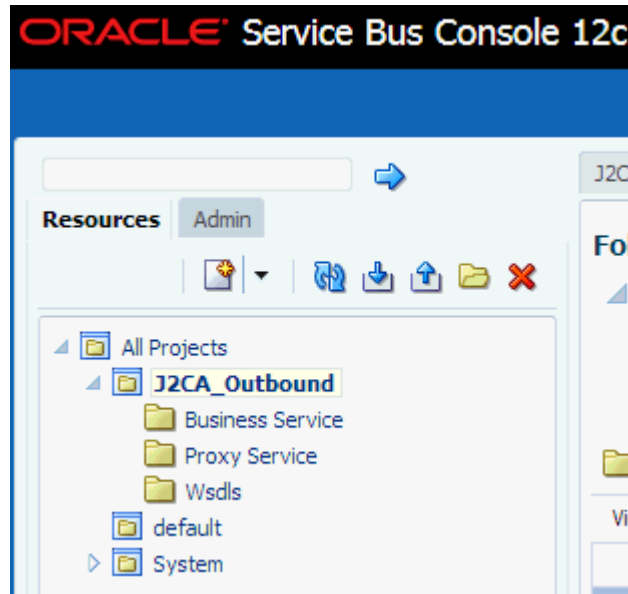 ORACLE Service Bus Console 12c
J2C
Resources
Admin
Fol
All Projects
J2CA_Outbound
Business Service
Proxy Service
Wsdls
Vi
default
System